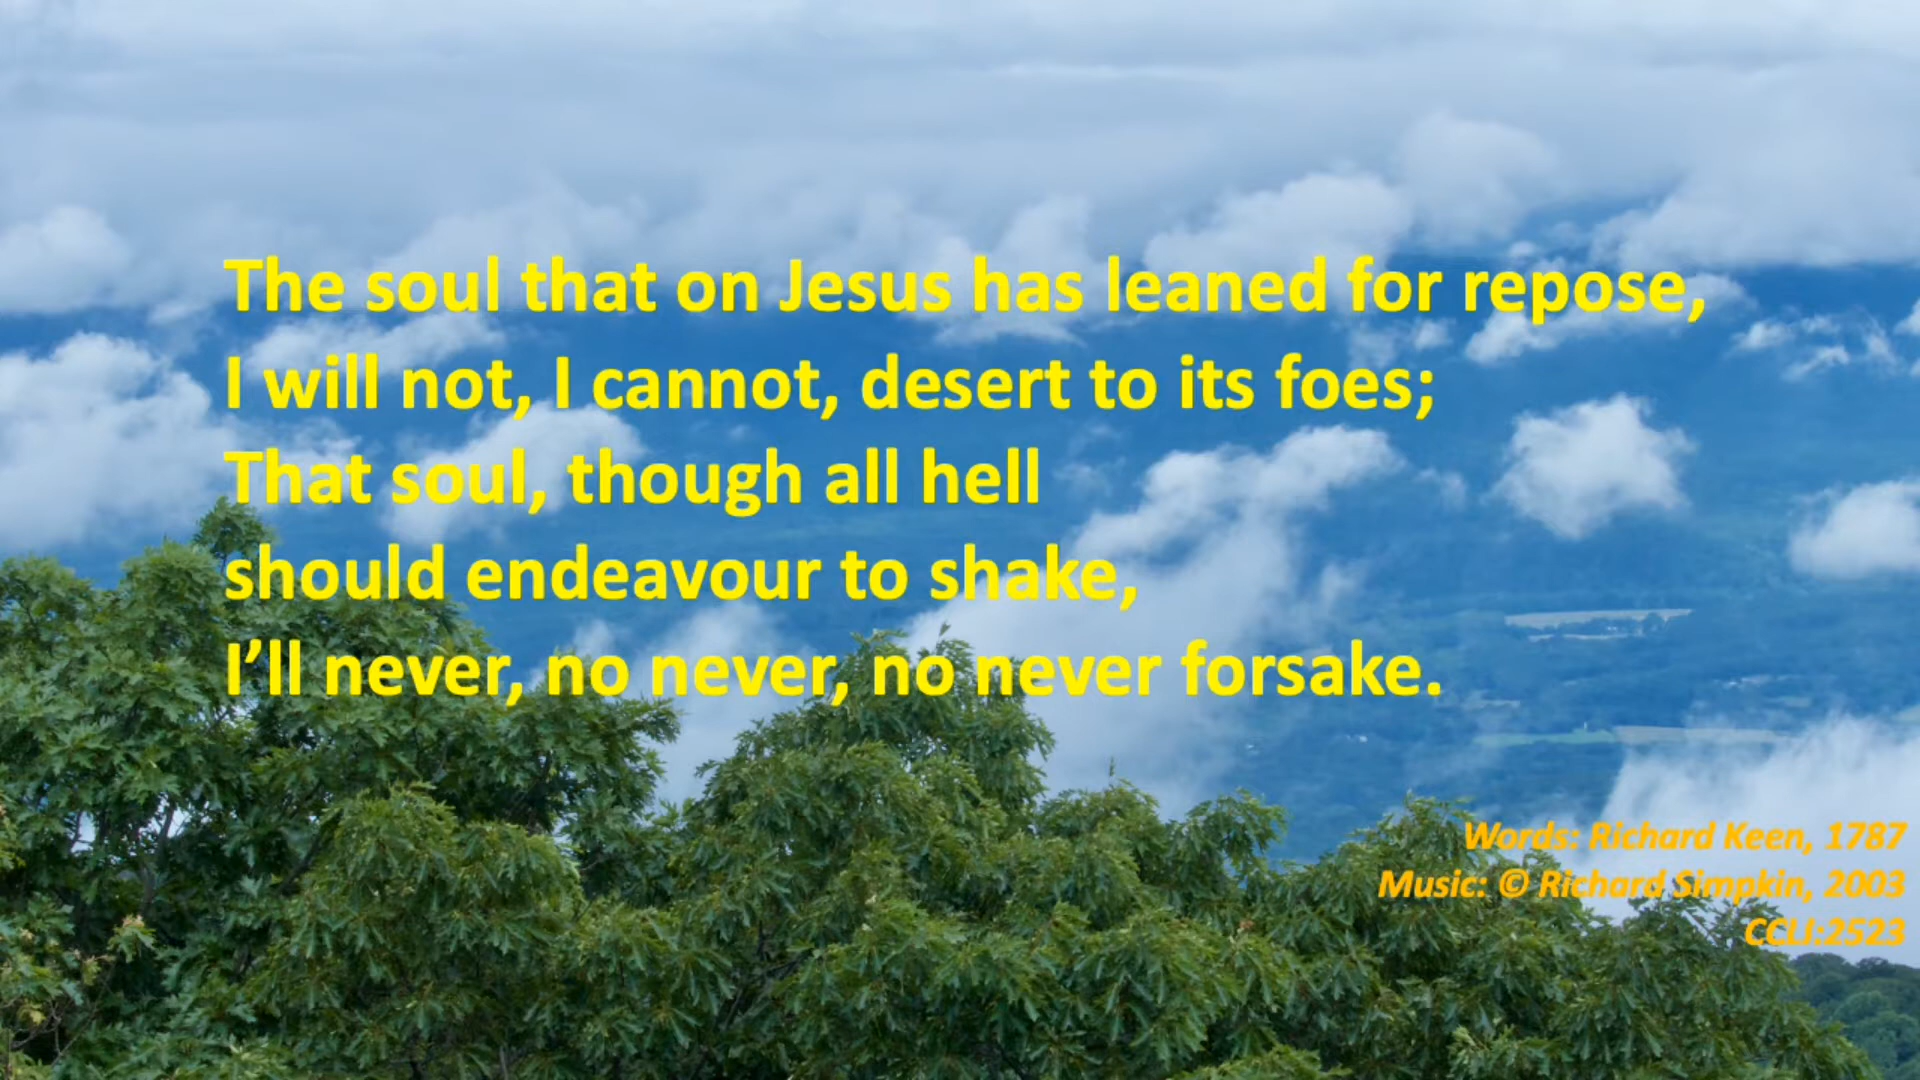 The soul that on Jesus has leaned for repose,
I will not, I cannot, desert to its foes;
That soul, though all hell
should endeavour to shake,
I’ll never, no never, no never forsake.
Words: Richard Keen, 1787
Music: © Richard Simpkin, 2003
CCLI:2523